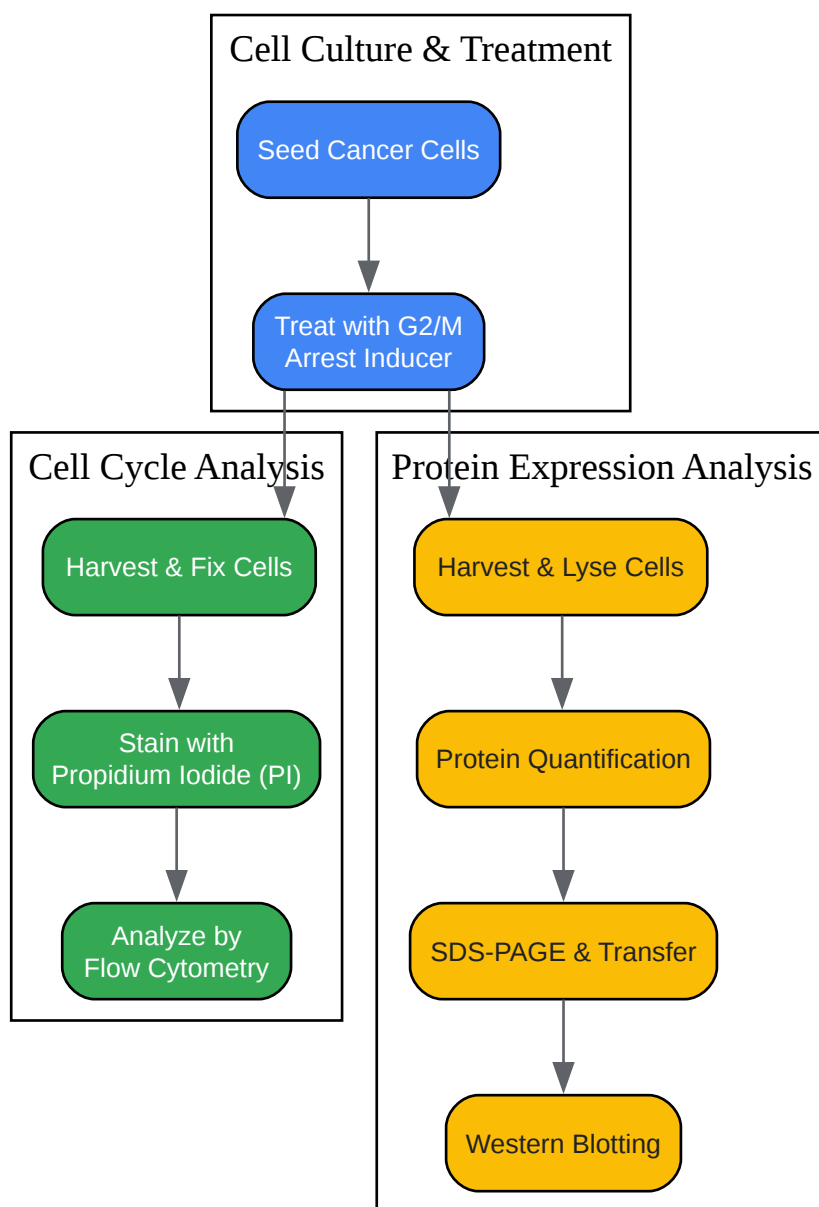 Cell Culture & Treatment
Seed Cancer Cells
Treat with G2/M
Arrest Inducer
Cell Cycle Analysis
Harvest & Fix Cells
Stain with
Propidium Iodide (PI)
Analyze by
Flow Cytometry
Protein Expression Analysis
Harvest & Lyse Cells
Protein Quantification
SDS-PAGE & Transfer
Western Blotting